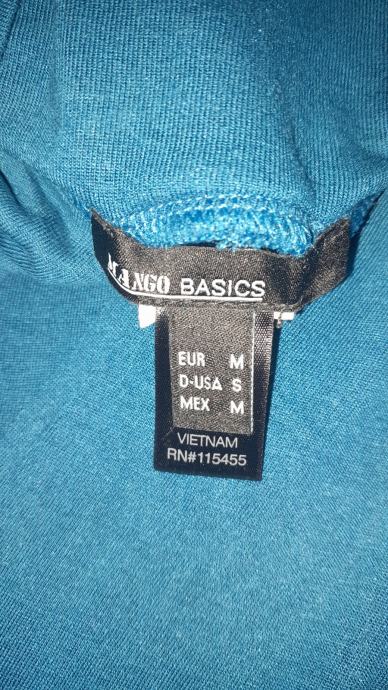 MANGO BASICS
EUR M
D-USA S
MEX M
VIETNAM
RN#115455